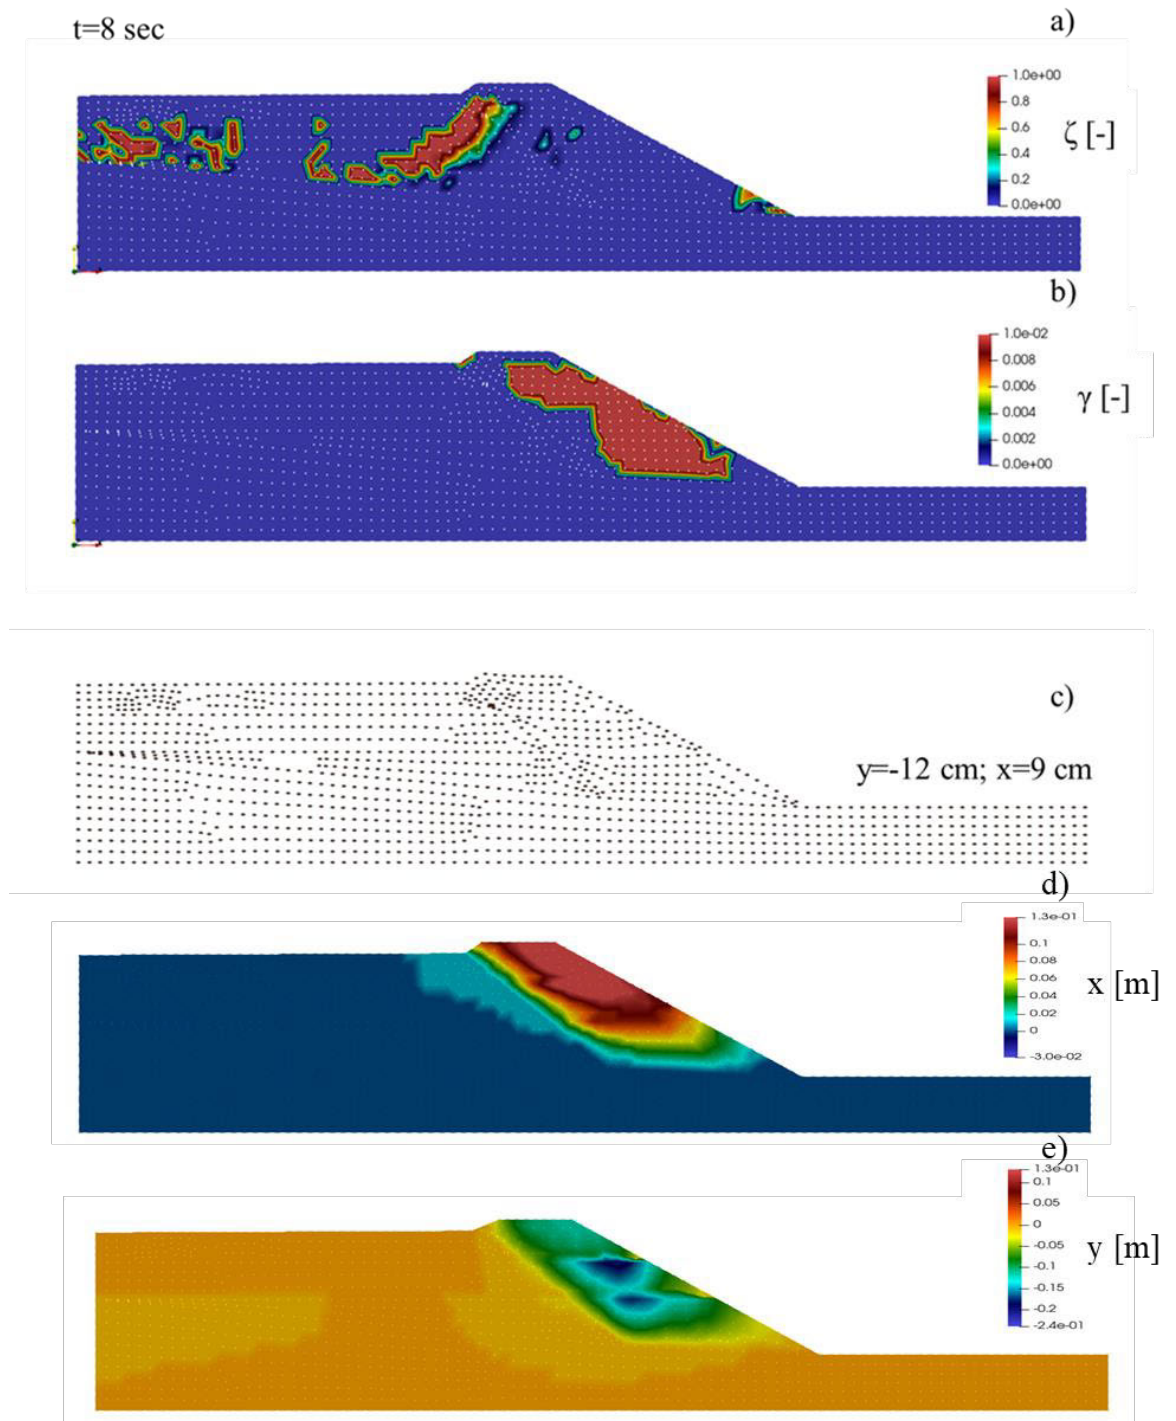 t=8 sec
a)
1.0e+00
0.8
0.6
0.4
0.2
0.0e+00
ζ [-]
b)
1.0e-02
0.008
0.006
0.004
0.002
0.0e+00
γ [-]
c)
y=-12 cm; x=9 cm
d)
1.3e-01
0.1
0.08
0.06
0.04
0.02
0
-3.0e-02
x [m]
e)
1.3e-01
0.1
0.05
0
-0.05
-0.1
-0.15
-0.2
-2.4e-01
y [m]